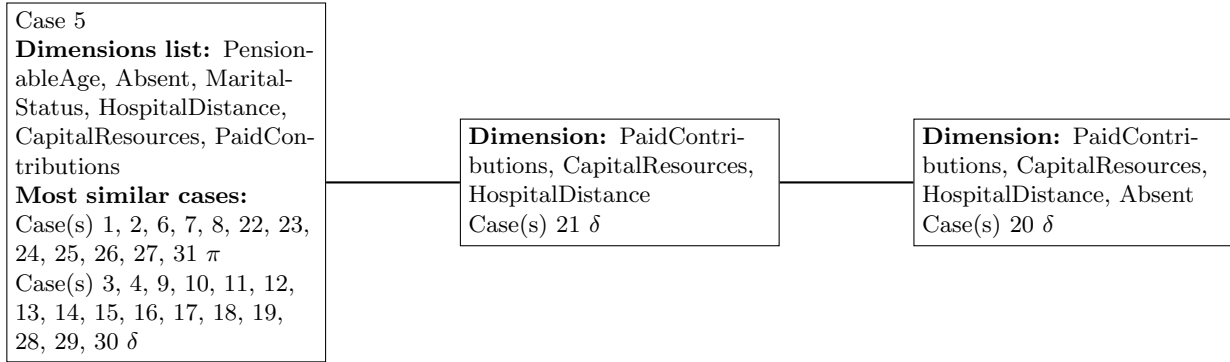 Case 5
Dimensions list: Pension-
ableAge, Absent, Marital-
Status, HospitalDistance,
CapitalResources, PaidCon-
tributions
Most similar cases:
Case(s) 1, 2, 6, 7, 8, 22, 23,
24, 25, 26, 27, 31 π
Case(s) 3, 4, 9, 10, 11, 12,
13, 14, 15, 16, 17, 18, 19,
28, 29, 30 δ
Dimension: PaidContri-
butions, CapitalResources,
HospitalDistance
Case(s) 21 δ
Dimension: PaidContri-
butions, CapitalResources,
HospitalDistance, Absent
Case(s) 20 δ